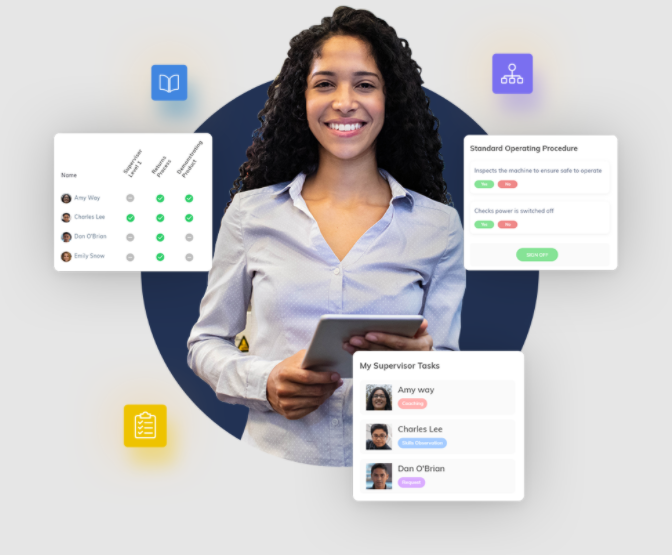 Name
Supervisor
Level 1
Returns
Process
Demonstrating
Product
Amy Way
Charles Lee
Dan O'Brian
Emily Snow
Standard Operating Procedure
Inspects the machine to ensure safe to operate
Yes No
Checks power is switched off
Yes No
SIGN OFF
My Supervisor Tasks
Amy way
Coaching
Charles Lee
Skills Observation
Dan O'Brian
Request